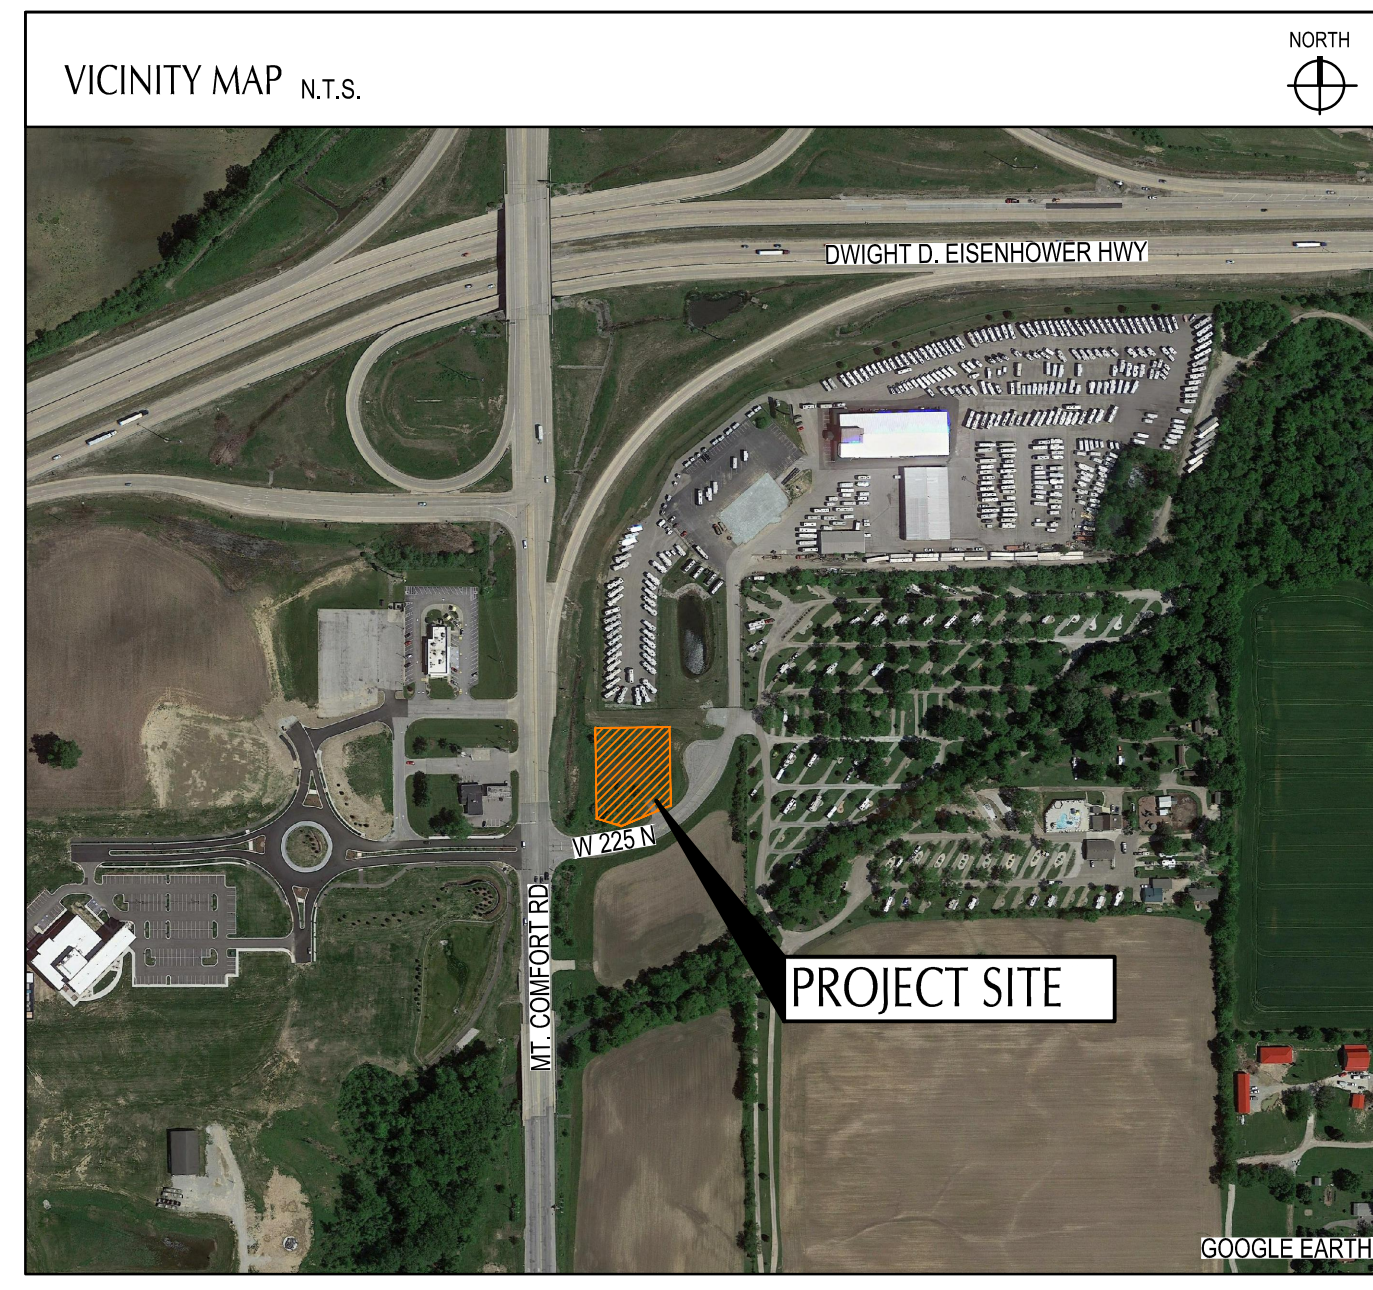 NORTH
VICINITY MAP N.T.S.
DWIGHT D. EISENHOWER HWY
W 225 N
MT. COMFORT RD
PROJECT SITE
GOOGLE EARTH